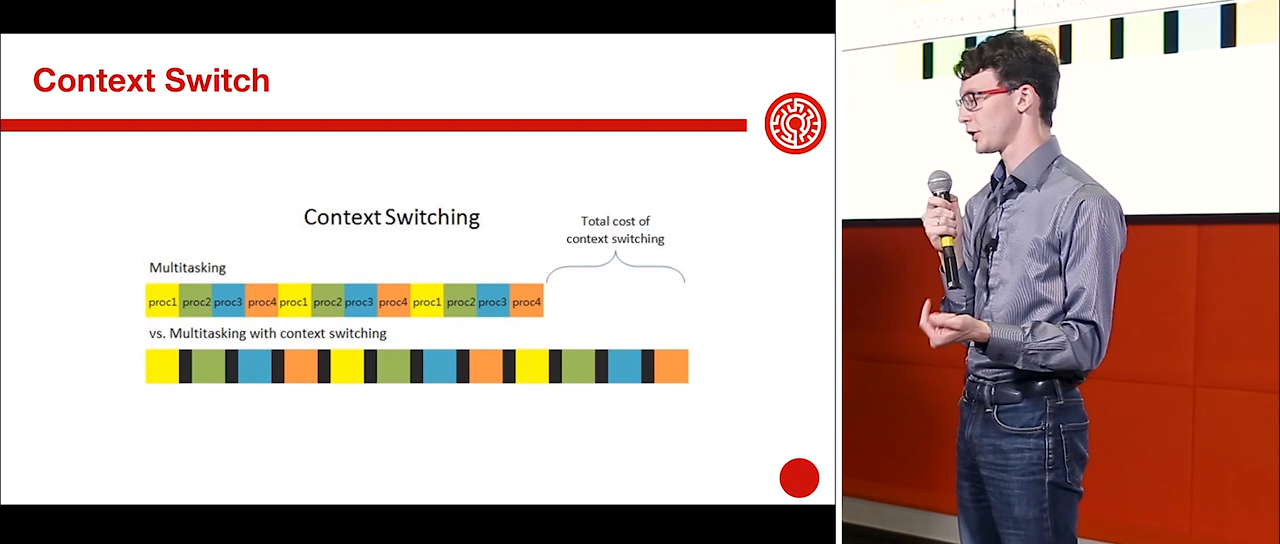 Context Switch
Context Switching
Total cost of
context switching
Multitasking
proc1 proc2 proc3 proc4 proc1 proc2 proc3 proc4 proc1 proc2 proc3 proc4
vs. Multitasking with context switching